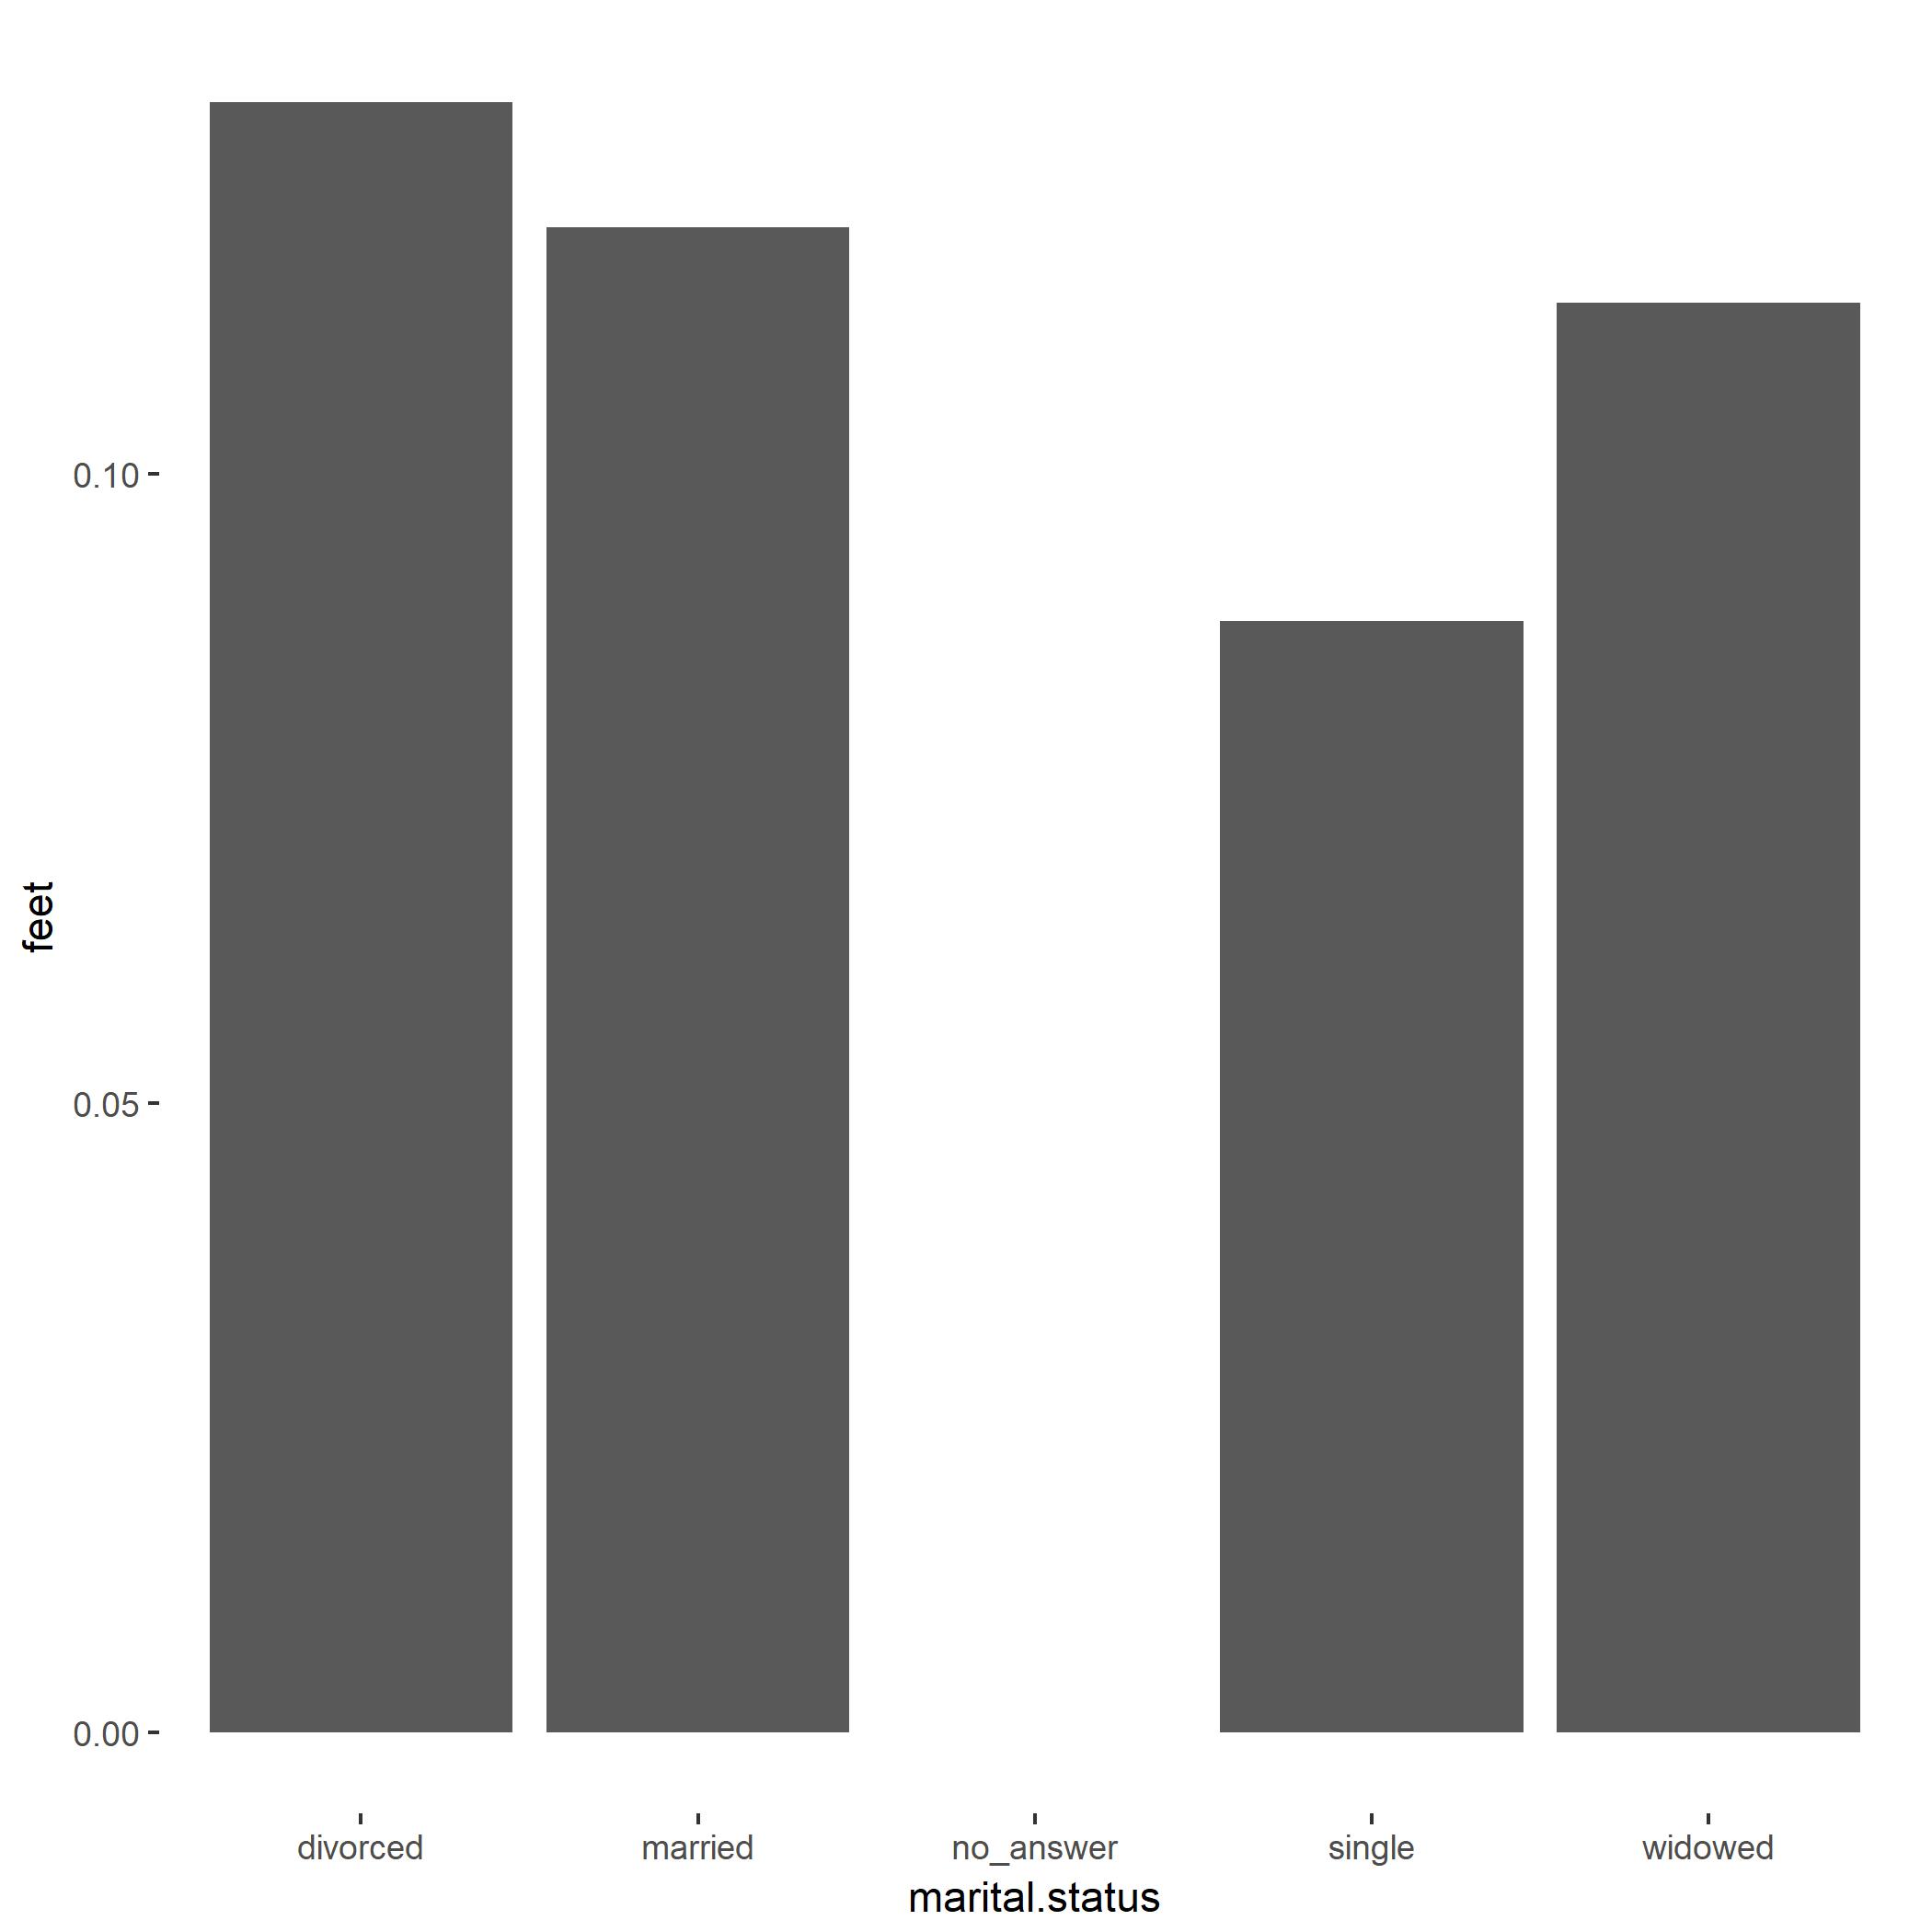 0.10
0.05
0.00
feet
divorced married no_answer single widowed
marital.status